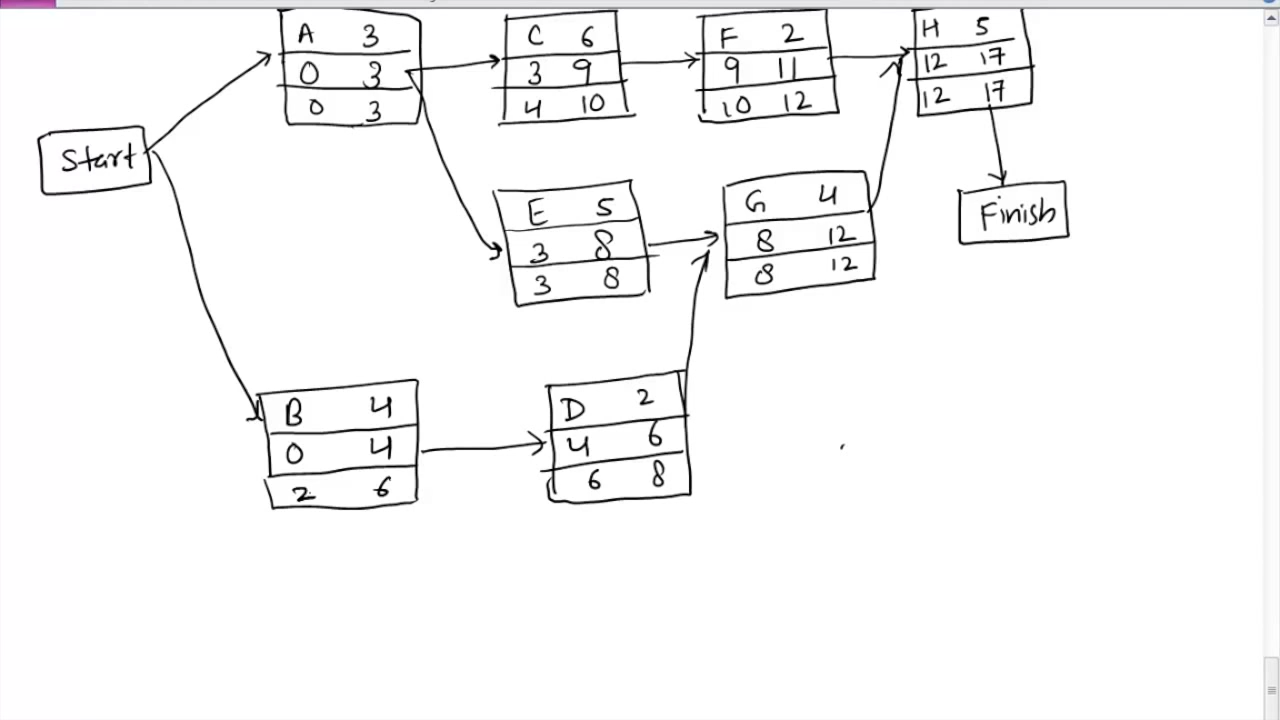 A 3
0 3
0 3
C 6
3 9
4 10
F 2
9 11
10 12
H 5
12 17
12 17
Start
E 5
3 8
3 8
G 4
8 12
8 12
Finish
B 4
0 4
2 6
D 2
4 6
6 8